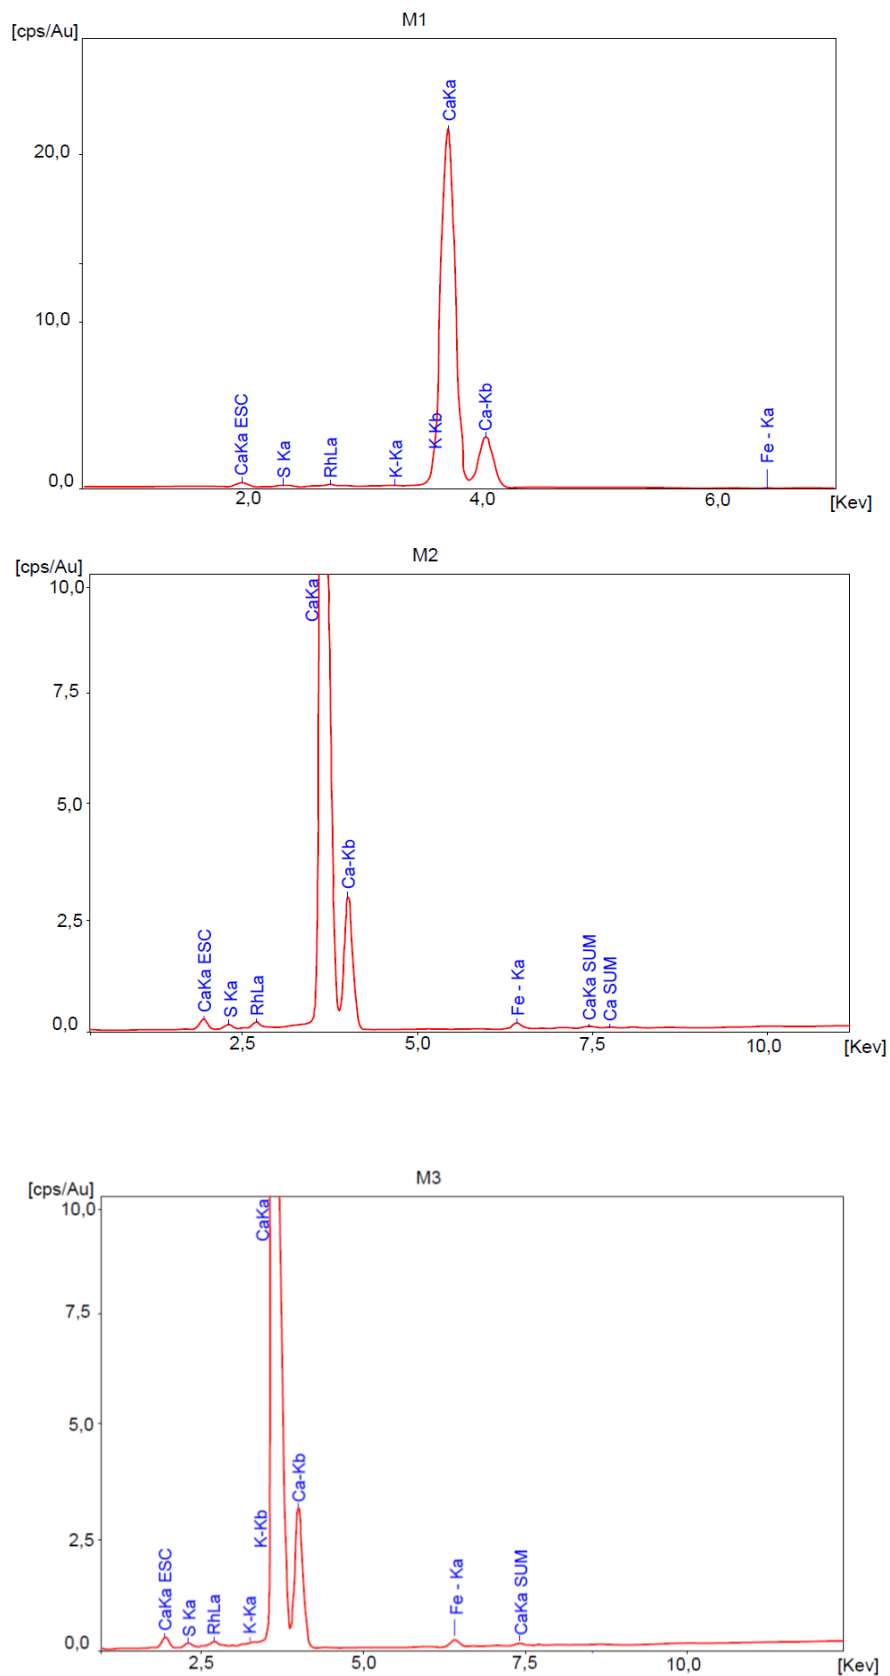 M1
[cps/Au]
CaKa
20,0
10,0
K-Kb
Ca-Kb
CaKa ESC
S Ka
RhLa
K-Ka
Fe - Ka
0,0
2,0 4,0 6,0 [Kev]
M2
[cps/Au]
10,0
CaKa
7,5
5,0
Ca-Kb
2,5
CaKa ESC
S Ka
RhLa
Fe - Ka
CaKa SUM
Ca SUM
0,0
2,5 5,0 7,5 10,0 [Kev]
M3
[cps/Au]
10,0
CaKa
7,5
5,0
Ca-Kb
K-Kb
2,5
CaKa ESC
S Ka
RhLa
K-Ka
Fe - Ka
CaKa SUM
0,0
2,5 5,0 7,5 10,0 [Kev]